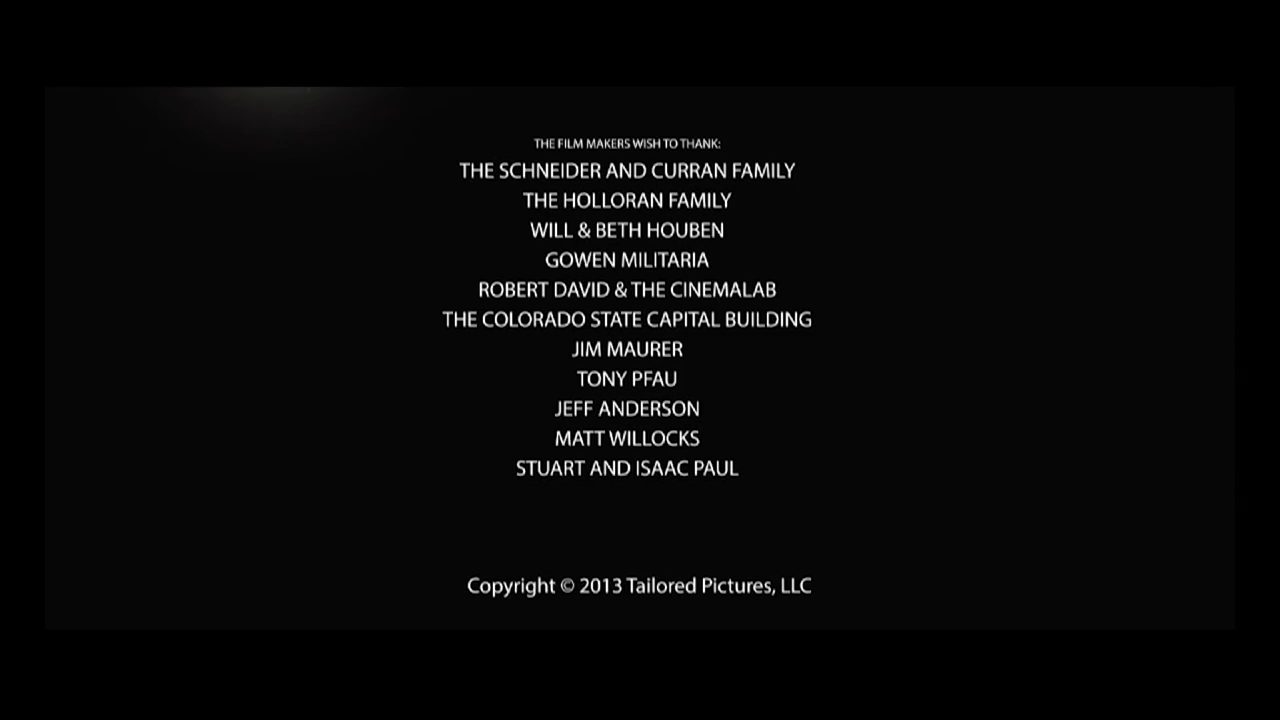 THE FILM MAKERS WISH TO THANK:
THE SCHNEIDER AND CURRAN FAMILY
THE HOLLORAN FAMILY
WILL & BETH HOUBEN
GOWEN MILITARIA
ROBERT DAVID & THE CINEMALAB
THE COLORADO STATE CAPITAL BUILDING
JIM MAURER
TONY PFAU
JEFF ANDERSON
MATT WILLOCKS
STUART AND ISAAC PAUL
Copyright © 2013 Tailored Pictures, LLC